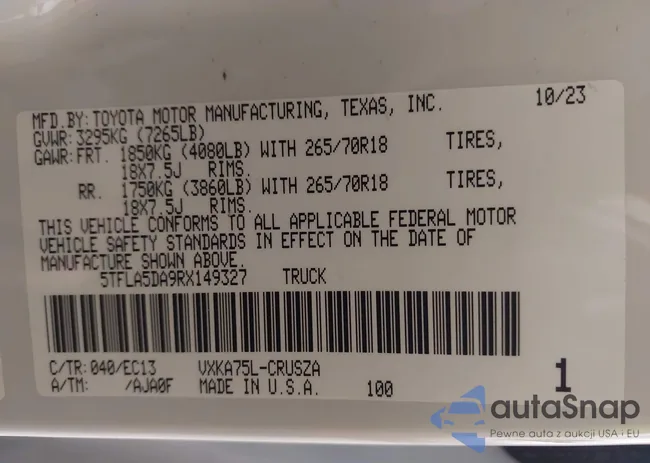 MFD.BY: TOYOTA MOTOR MANUFACTURING, TEXAS, INC. 10/23
GVWR: 3295KG (7265LB)
GAWR: FRT. 1850KG (4080LB) WITH 265/70R18 TIRES,
18X7.5J RIMS.
RR. 1750KG (3860LB) WITH 265/70R18 TIRES,
18X7.5J RIMS.
THIS VEHICLE CONFORMS TO ALL APPLICABLE FEDERAL MOTOR
VEHICLE SAFETY STANDARDS IN EFFECT ON THE DATE OF
MANUFACTURE SHOWN ABOVE.
5TFLA5DA9RX149327 TRUCK
C/TR: 040/EC13 VXKA75L-CRUSZA
A/TM: /AJA0F MADE IN U.S.A. 100 1
autaSnap
Pewne auta z aukcji USA • EU